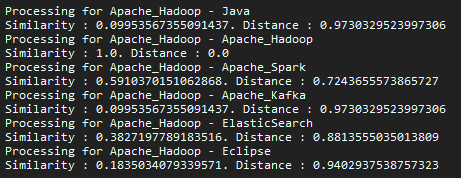 Processing for Apache_Hadoop - Java
Similarity : 0.09953567355091437. Distance : 0.9730329523997306
Processing for Apache_Hadoop - Apache_Hadoop
Similarity : 1.0. Distance : 0.0
Processing for Apache_Hadoop - Apache_Spark
Similarity : 0.5910370151062868. Distance : 0.7243655573865727
Processing for Apache_Hadoop - Apache_Kafka
Similarity : 0.09953567355091437. Distance : 0.9730329523997306
Processing for Apache_Hadoop - ElasticSearch
Similarity : 0.3827197789183516. Distance : 0.8813555035013809
Processing for Apache_Hadoop - Eclipse
Similarity : 0.1835034079339571. Distance : 0.9402937538757323